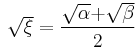 √ξ = (√α+√β)/2